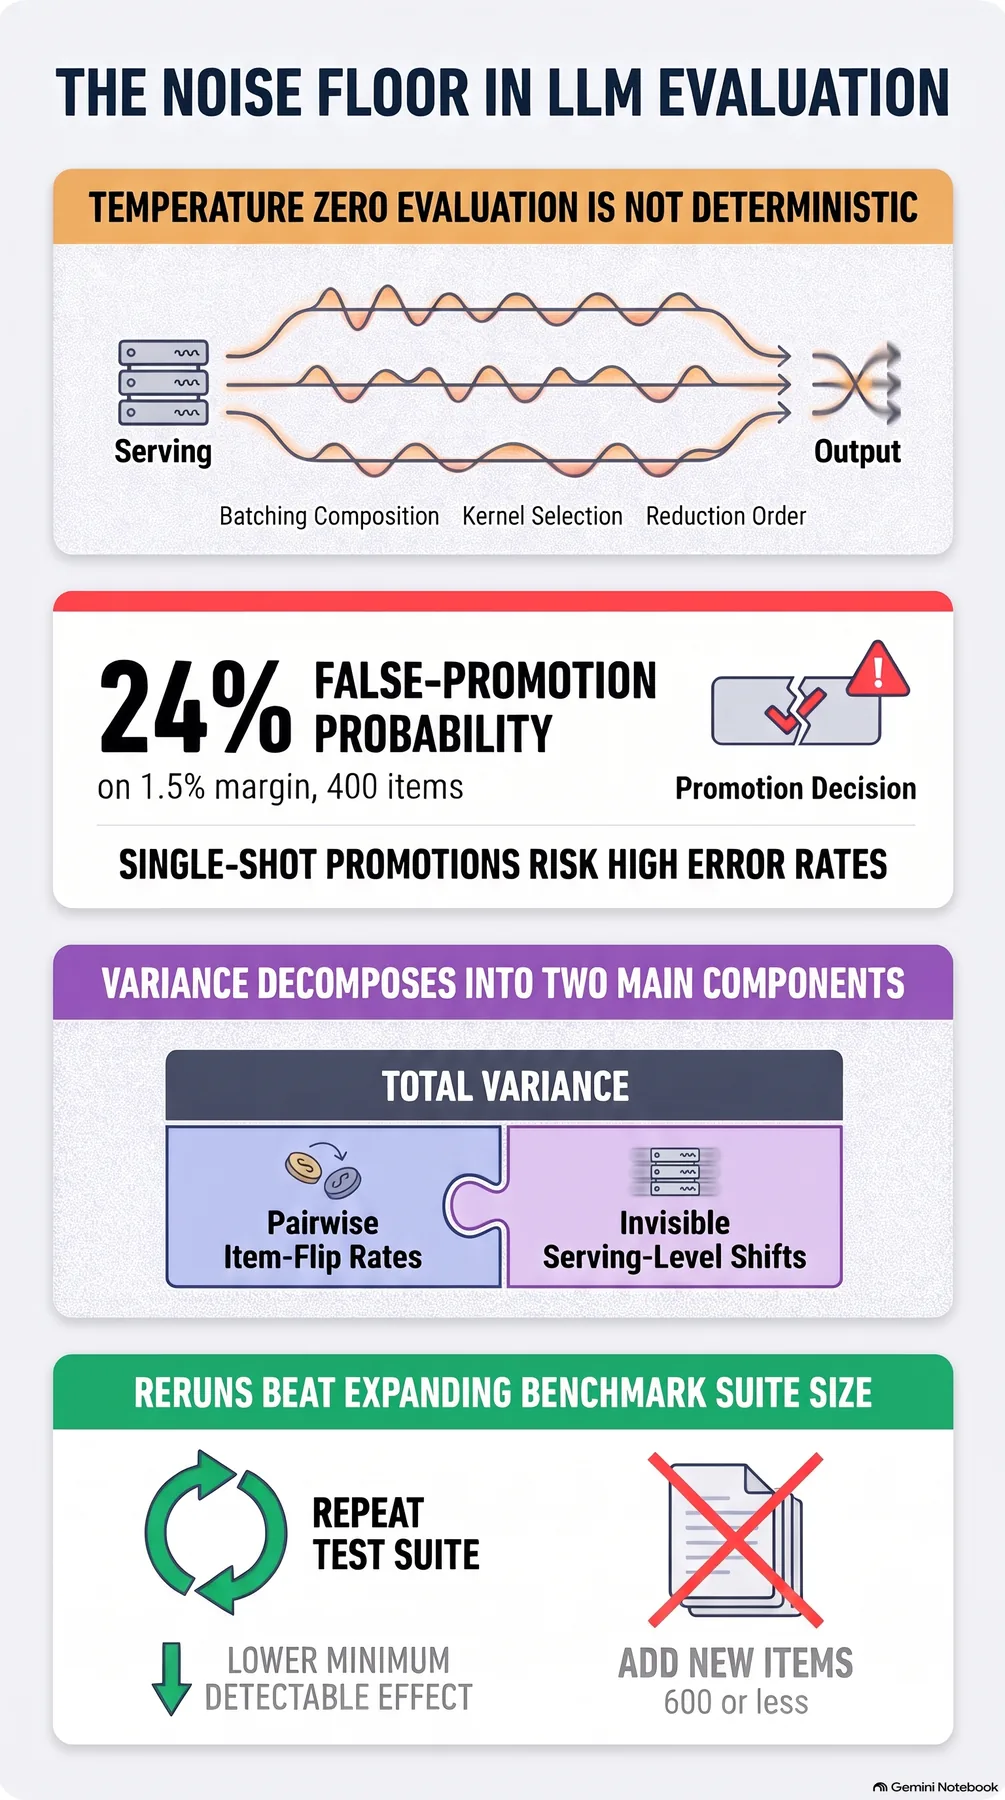 THE NOISE FLOOR IN LLM EVALUATION
TEMPERATURE ZERO EVALUATION IS NOT DETERMINISTIC
Serving
Output
Batching Composition Kernel Selection Reduction Order
24%
FALSE-PROMOTION
PROBABILITY
on 1.5% margin, 400 items
!
Promotion Decision
SINGLE-SHOT PROMOTIONS RISK HIGH ERROR RATES
VARIANCE DECOMPOSES INTO TWO MAIN COMPONENTS
TOTAL VARIANCE
Pairwise
Item-Flip Rates
Invisible
Serving-Level Shifts
RERUNS BEAT EXPANDING BENCHMARK SUITE SIZE
REPEAT
TEST SUITE
LOWER MINIMUM
DETECTABLE EFFECT
ADD NEW ITEMS
600 or less
Gemini Notebook